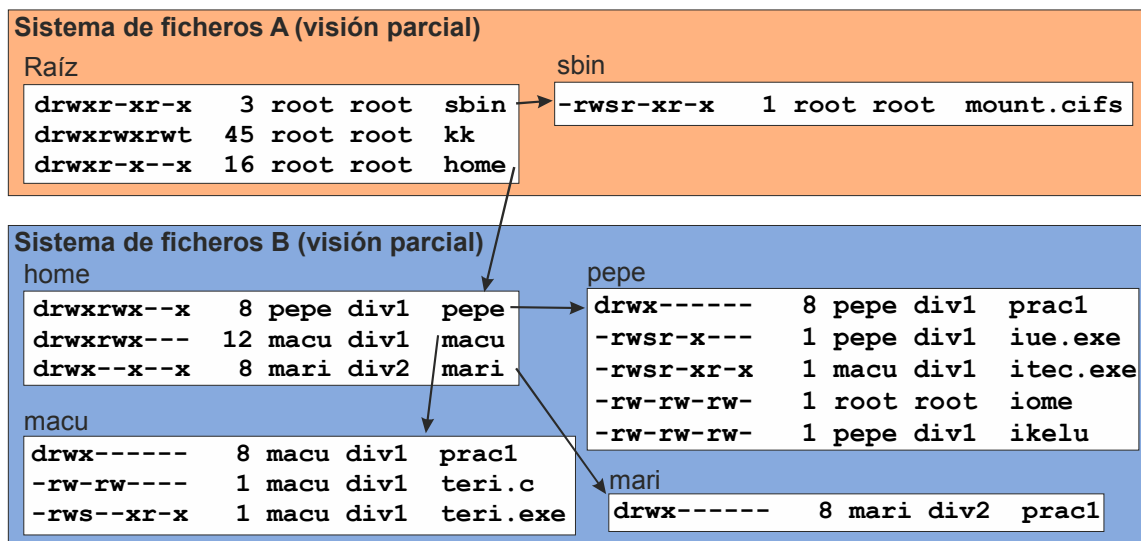 Sistema de ficheros A (visión parcial)
Raíz
drwxr-xr-x 3 root root sbin
drwxrwxrwt 45 root root kk
drwxr-x--x 16 root root home
sbin
-rwsr-xr-x 1 root root mount.cifs
Sistema de ficheros B (visión parcial)
home
drwxrwx--x 8 pepe div1 pepe
drwxrwx--- 12 macu div1 macu
drwx--x--x 8 mari div2 mari
pepe
drwx------ 8 pepe div1 prac1
-rwsr-x--- 1 pepe div1 iue.exe
-rwsr-xr-x 1 macu div1 itec.exe
-rw-rw-rw- 1 root root iome
-rw-rw-rw- 1 pepe div1 ikelu
macu
drwx------ 8 macu div1 prac1
-rw-rw---- 1 macu div1 teri.c
-rws--xr-x 1 macu div1 teri.exe
mari
drwx------ 8 mari div2 prac1